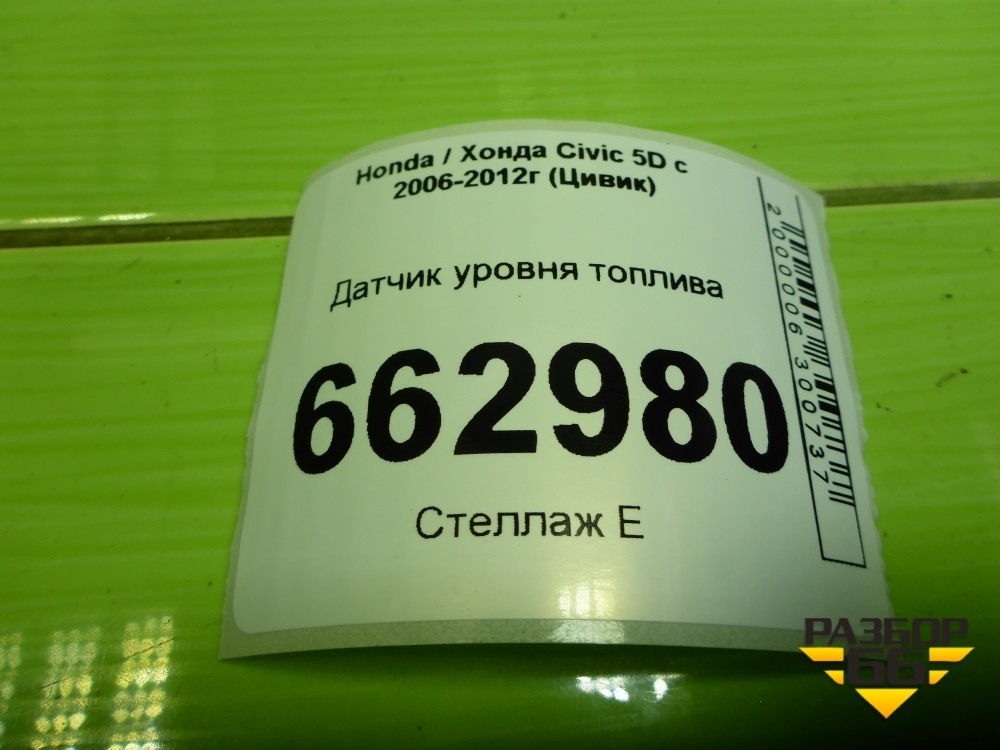 Honda / Хонда Civic 5D с
2006-2012г (Цивик)
Датчик уровня топлива
662980
Стеллаж Е
2000006300737
РАЗБОР
66